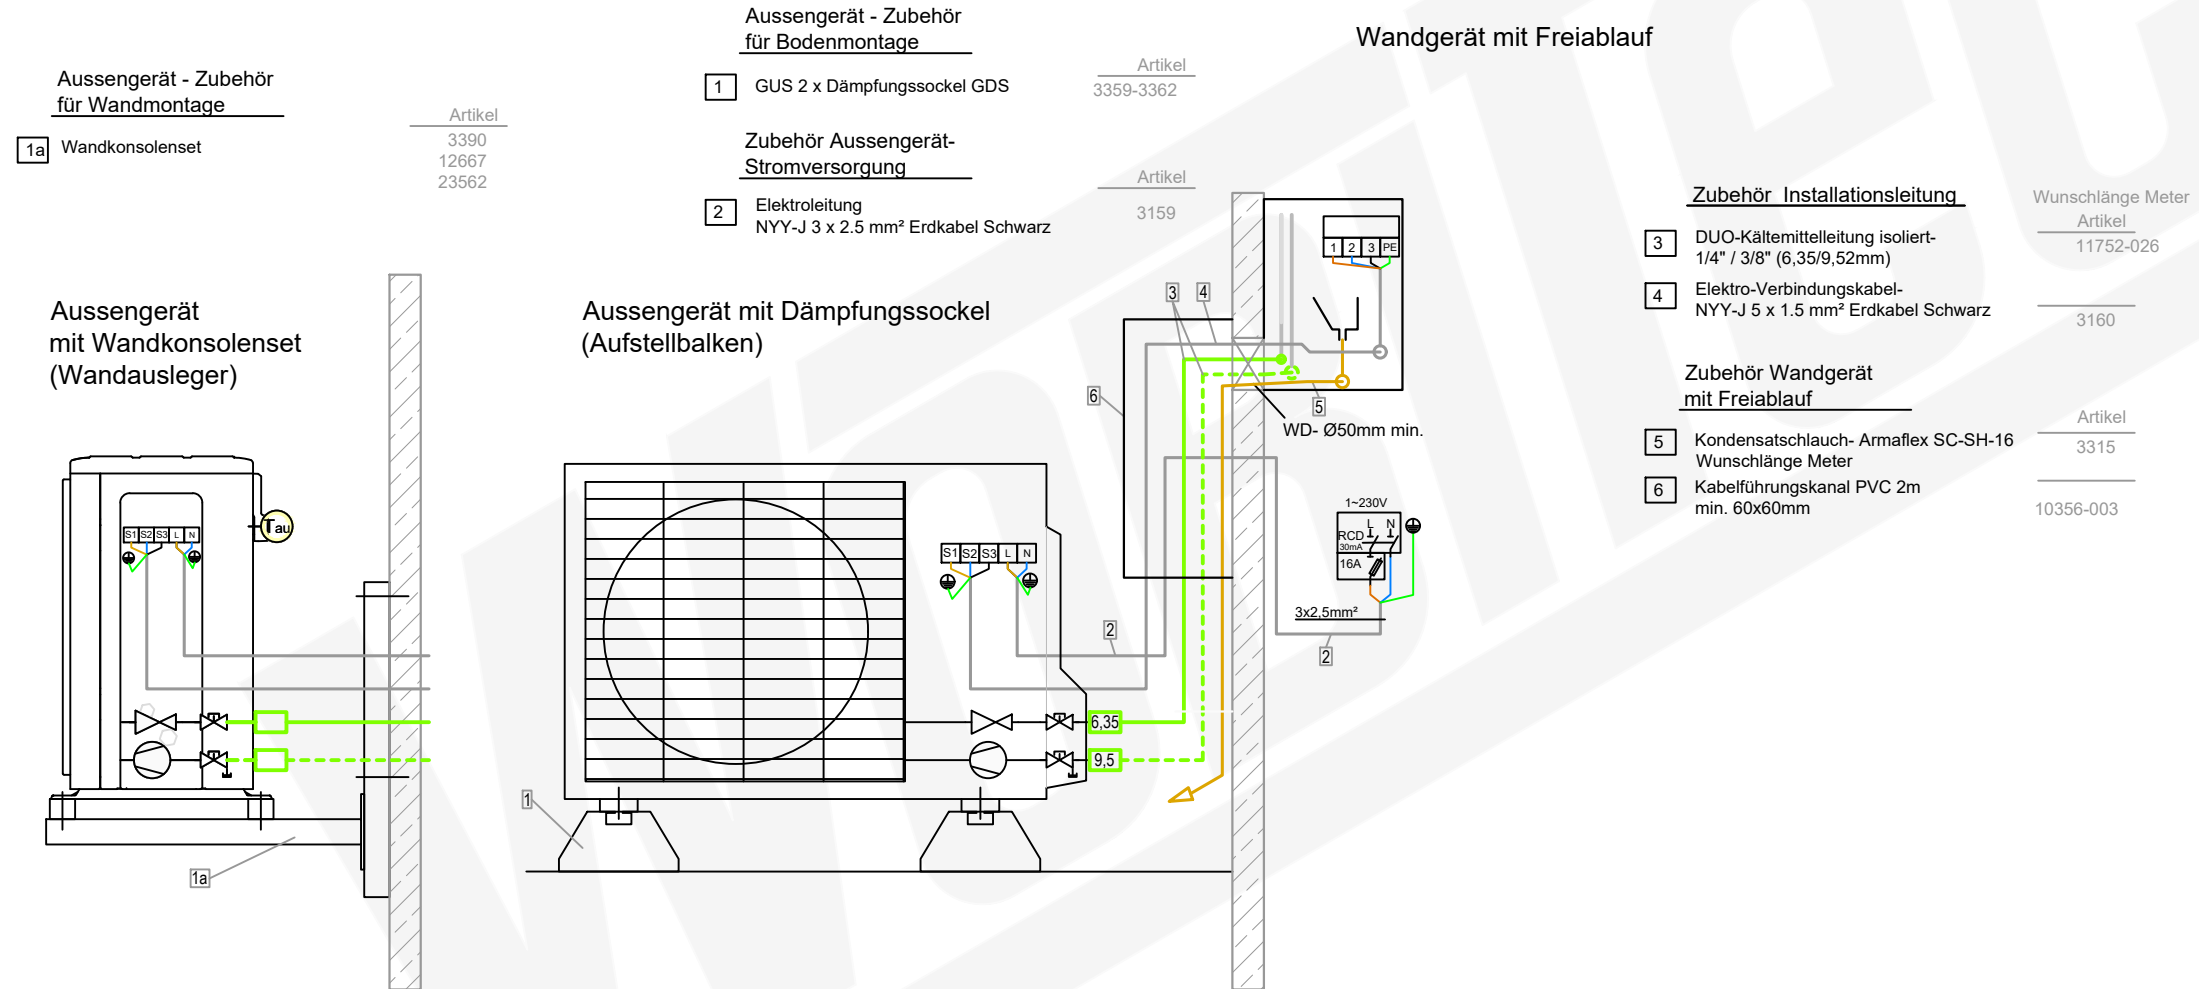 Aussengerät - Zubehör
für Wandmontage
Artikel
1a Wandkonsolenset
3390
12667
23562
Aussengerät - Zubehör
für Bodenmontage
Artikel
1 GUS 2 x Dämpfungssockel GDS
3359-3362
Zubehör Aussengerät-
Stromversorgung
Artikel
2 Elektroleitung
NYY-J 3 x 2.5 mm² Erdkabel Schwarz
3159
Wandgerät mit Freiablauf
Zubehör Installationsleitung
Wunschlänge Meter
Artikel
3 DUO-Kältemittelleitung isoliert-
1/4" / 3/8" (6,35/9,52mm)
11752-026
4 Elektro-Verbindungskabel-
NYY-J 5 x 1.5 mm² Erdkabel Schwarz
3160
Zubehör Wandgerät
mit Freiablauf
Artikel
5 Kondensatschlauch- Armaflex SC-SH-16
Wunschlänge Meter
3315
6 Kabelführungskanal PVC 2m
min. 60x60mm
10356-003
Aussengerät
mit Wandkonsolenset
(Wandausleger)
S1 S2 S3 L N
Tau
1a
Aussengerät mit Dämpfungssockel
(Aufstellbalken)
S1 S2 S3 L N
6,35
9,5
1
2
3
4
5
6
1 2 3 PE
WD- Ø50mm min.
1~230V
L N
RCD
30mA
16A
3x2,5mm²
2
Wohltec